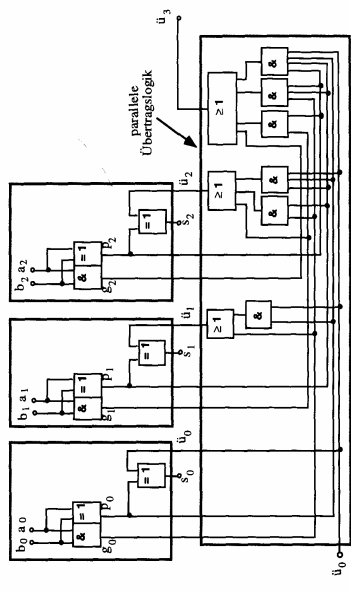 b₀ a₀
b₁ a₁
b₂ a₂
& = 1
& = 1
& = 1
g₀ p₀
g₁ p₁
g₂ p₂
= 1
= 1
= 1
parallele
Übertragslogik
ü₃
s₀ ü₀
s₁ ü₁
s₂ ü₂
≥ 1
≥ 1
≥ 1
&
& &
& & &
ü₀